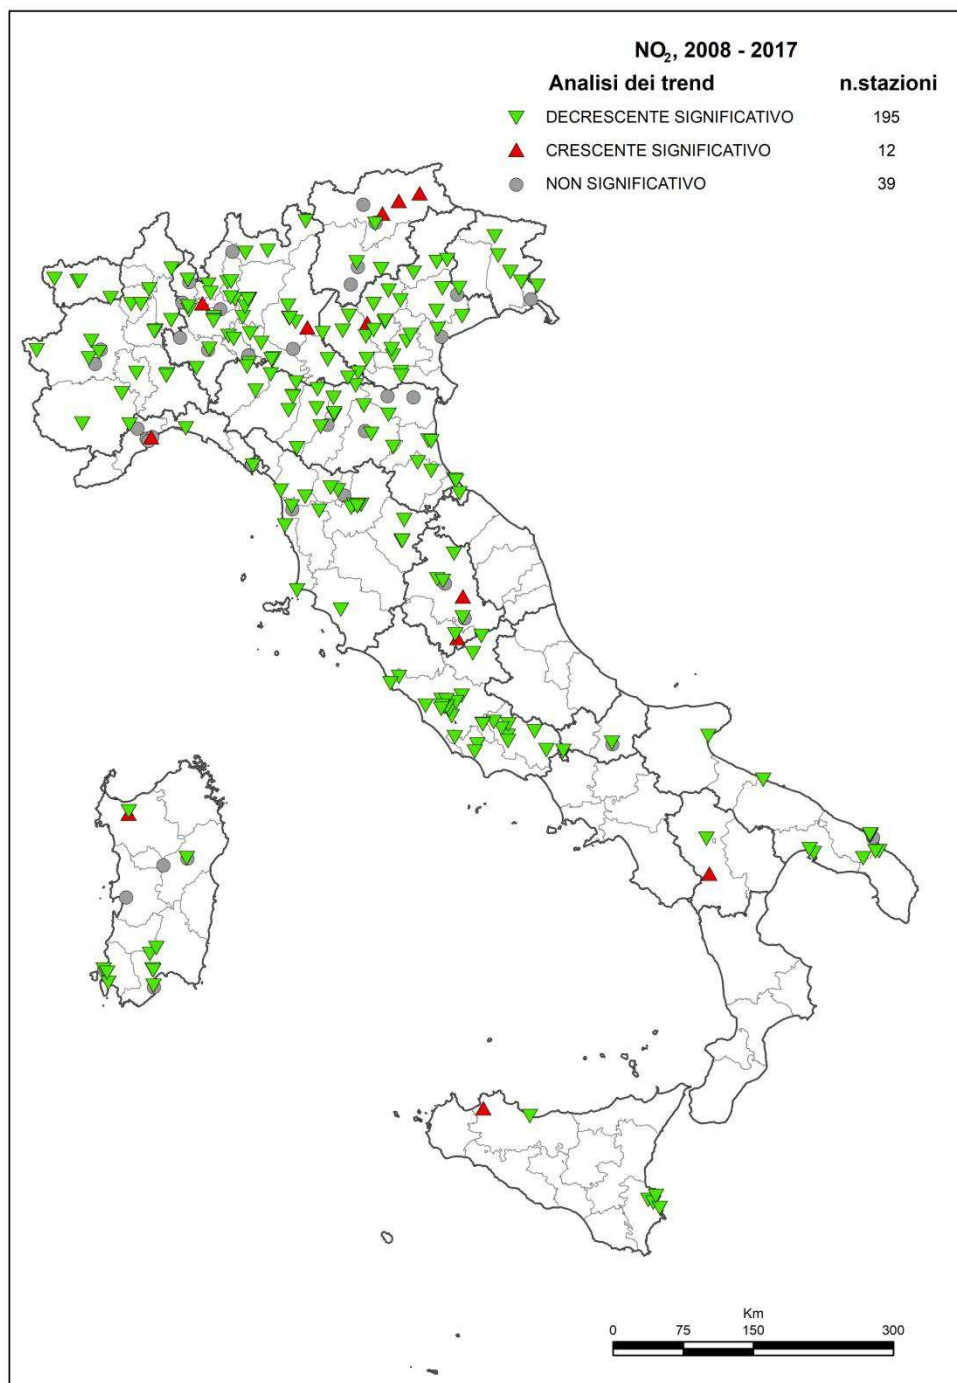 NO2, 2008 - 2017
Analisi dei trend n.stazioni
DECRESCENTE SIGNIFICATIVO 195
CRESCENTE SIGNIFICATIVO 12
NON SIGNIFICATIVO 39
Km
0 75 150 300